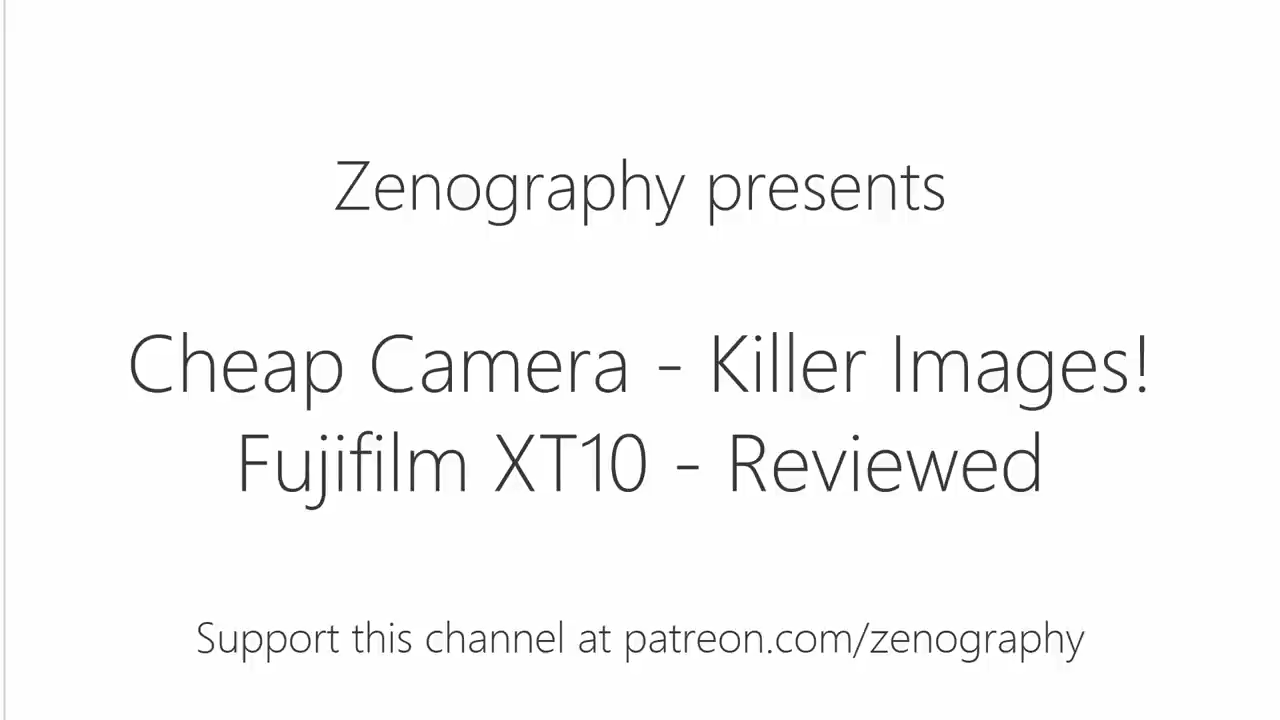 Zenography presents
Cheap Camera - Killer Images!
Fujifilm XT10 - Reviewed
Support this channel at patreon.com/zenography